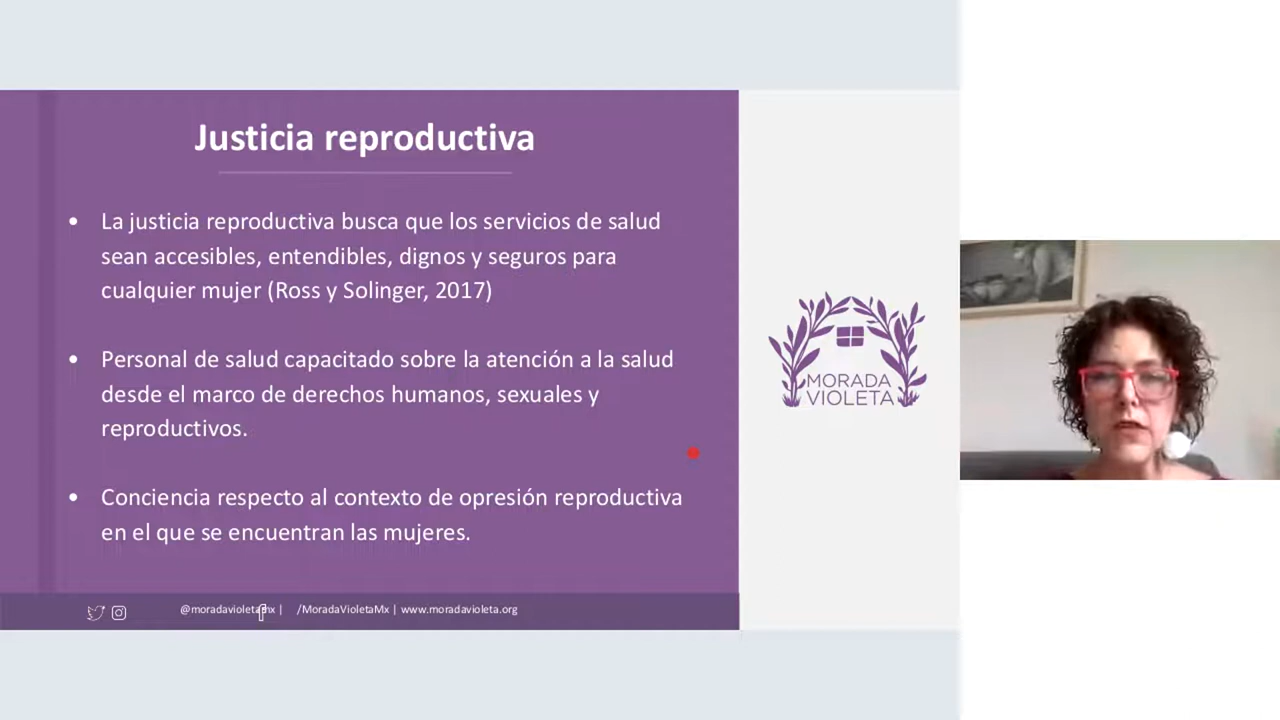 Justicia reproductiva
• La justicia reproductiva busca que los servicios de salud
sean accesibles, entendibles, dignos y seguros para
cualquier mujer (Ross y Solinger, 2017)
• Personal de salud capacitado sobre la atención a la salud
desde el marco de derechos humanos, sexuales y
reproductivos.
• Conciencia respecto al contexto de opresión reproductiva
en el que se encuentran las mujeres.
@moradavioletamx | /MoradaVioletaMx | www.moradavioleta.org
MORADA
VIOLETA